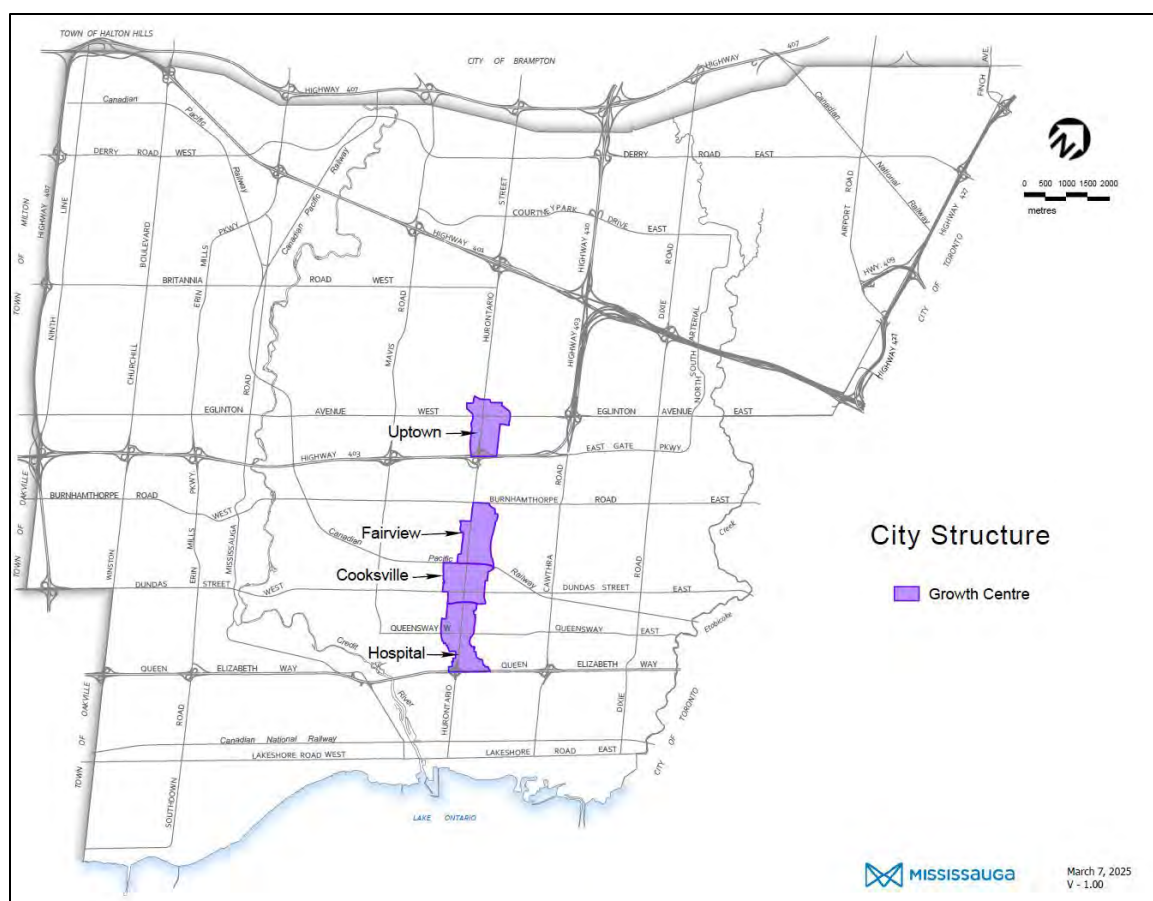 TOWN OF HALTON HILLS
CITY OF BRAMPTON
HIGHWAY 407
HIGHWAY 407
FINCH AVE.
Canadian Pacific Railway
Canadian Pacific Railway
Canadian National Railway
DERRY ROAD WEST
DERRY ROAD EAST
0 500 1000 1500 2000
metres
TOWN OF MILTON
HIGHWAY 407
NINTH LINE
WINSTON CHURCHILL BOULEVARD
ERIN MILLS PKWY
MISSISSAUGA ROAD
MAVIS ROAD
HURONTARIO STREET
COURTNEYPARK DRIVE EAST
HIGHWAY 401
HIGHWAY 410
AIRPORT ROAD
HIGHWAY 427
HWY. 409
CITY OF TORONTO
BRITANNIA ROAD WEST
HIGHWAY 403
DIXIE ROAD
NORTH SOUTH ARTERIAL
HIGHWAY 427
EGLINTON AVENUE WEST
EGLINTON AVENUE EAST
Uptown
HIGHWAY 403
EAST GATE PKWY.
TOWN OF OAKVILLE
BURNHAMTHORPE ROAD WEST
BURNHAMTHORPE ROAD EAST
ERIN MILLS PKWY.
CAWTHRA ROAD
DIXIE ROAD
Fairview
Canadian Pacific Railway
Cooksville
City Structure
Growth Centre
DUNDAS STREET WEST
DUNDAS STREET EAST
Etobicoke Creek
QUEENSWAY W
QUEENSWAY EAST
Hospital
Credit River
QUEEN ELIZABETH WAY
QUEEN ELIZABETH WAY
TOWN OF OAKVILLE
SOUTHDOWN ROAD
HURONTARIO
DIXIE
CITY OF TORONTO
Canadian National Railway
LAKESHORE ROAD WEST
LAKESHORE ROAD EAST
LAKE ONTARIO
MISSISSAUGA
March 7, 2025
V - 1.00